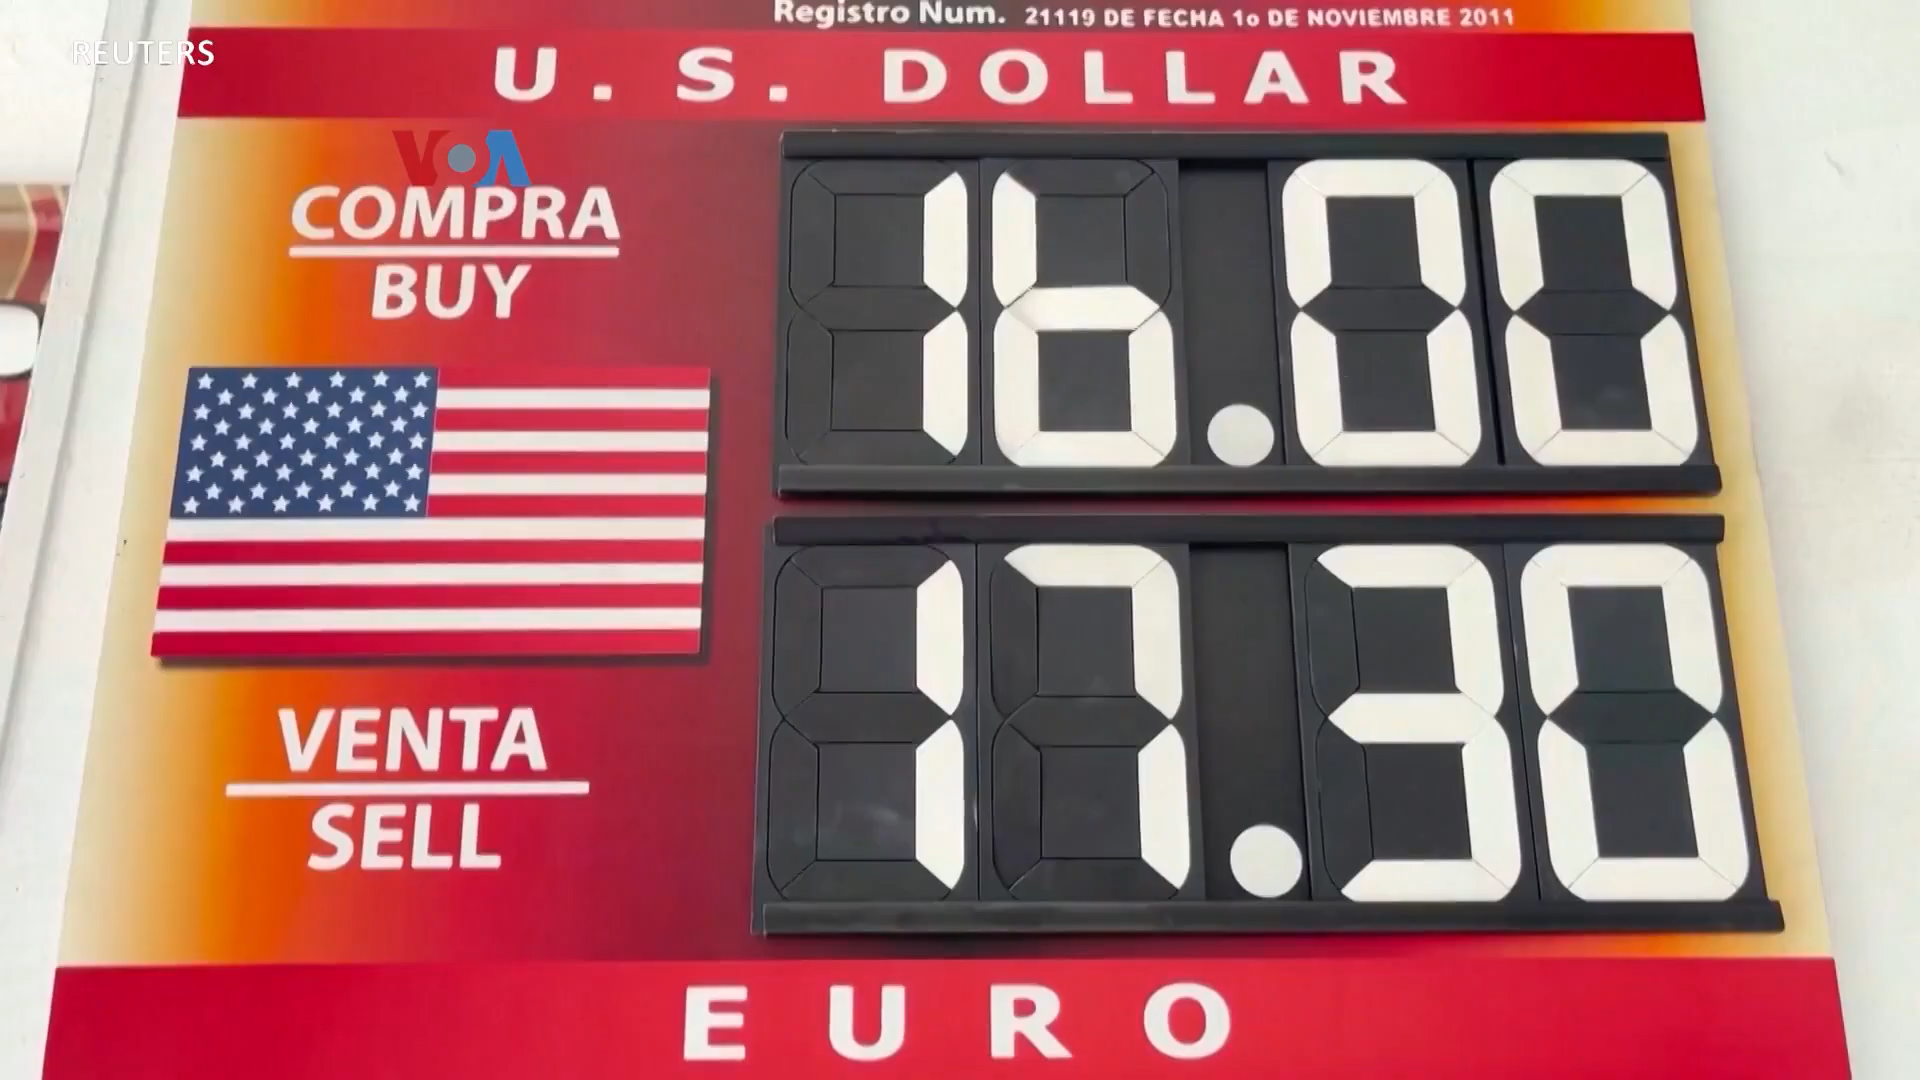 Registro Num. 21119 DE FECHA 1o DE NOVIEMBRE 2011
REUTERS
U.S. DOLLAR
VOA
COMPRA
BUY
16.00
VENTA
SELL
17.30
EURO